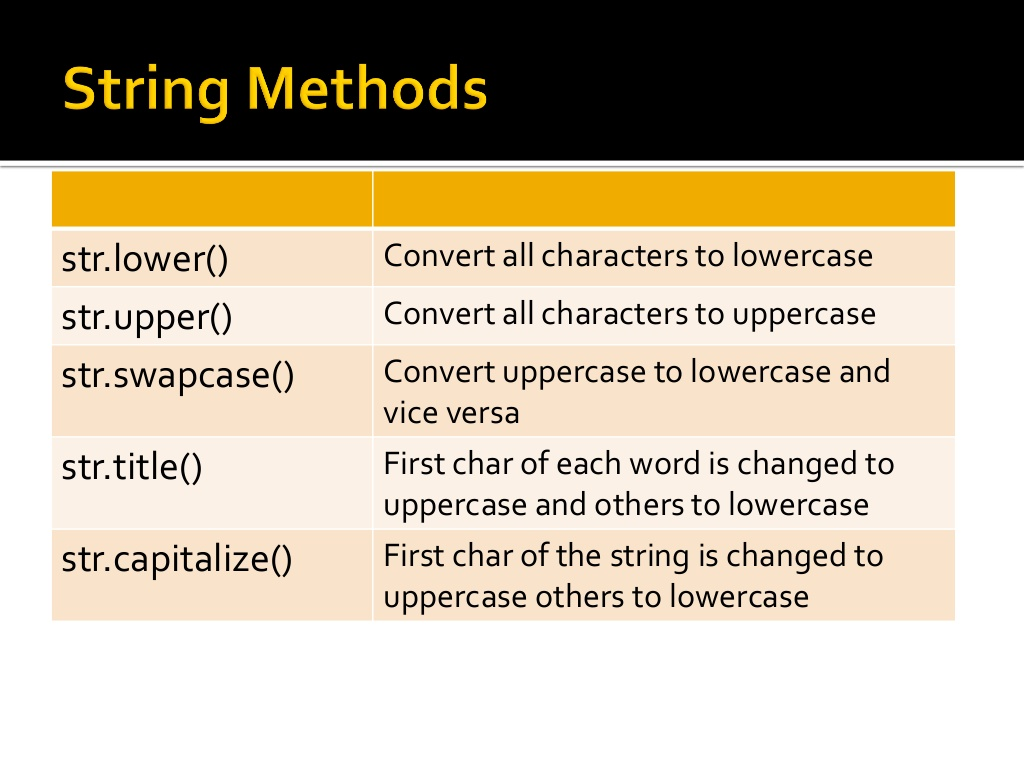 String Methods
str.lower()
Convert all characters to lowercase
str.upper()
Convert all characters to uppercase
str.swapcase()
Convert uppercase to lowercase and
vice versa
str.title()
First char of each word is changed to
uppercase and others to lowercase
str.capitalize()
First char of the string is changed to
uppercase others to lowercase